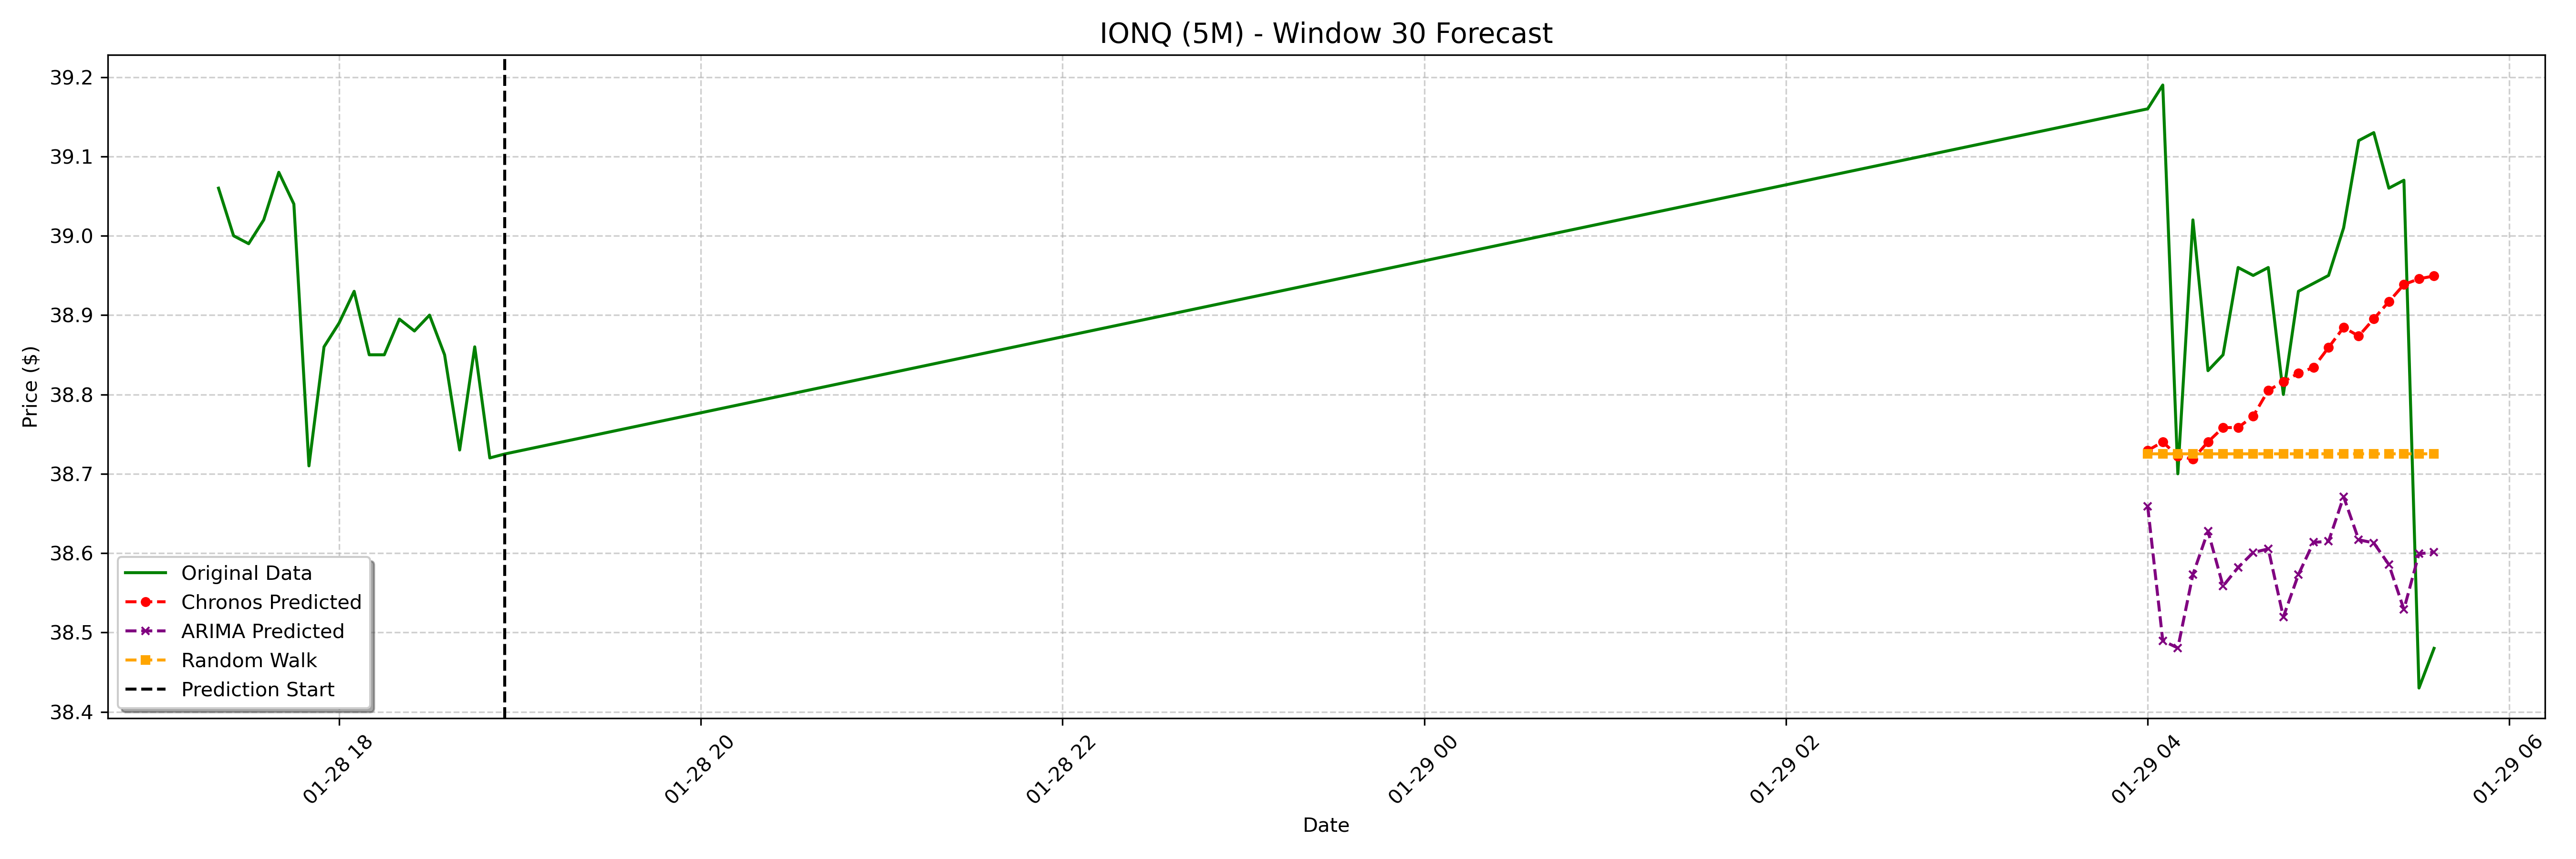 IONQ (5M) - Window 30 Forecast
Price ($)
39.2
39.1
39.0
38.9
38.8
38.7
38.6
38.5
38.4
Original Data
Chronos Predicted
ARIMA Predicted
Random Walk
Prediction Start
01-28 18
01-28 20
01-28 22
01-29 00
01-29 02
01-29 04
01-29 06
Date